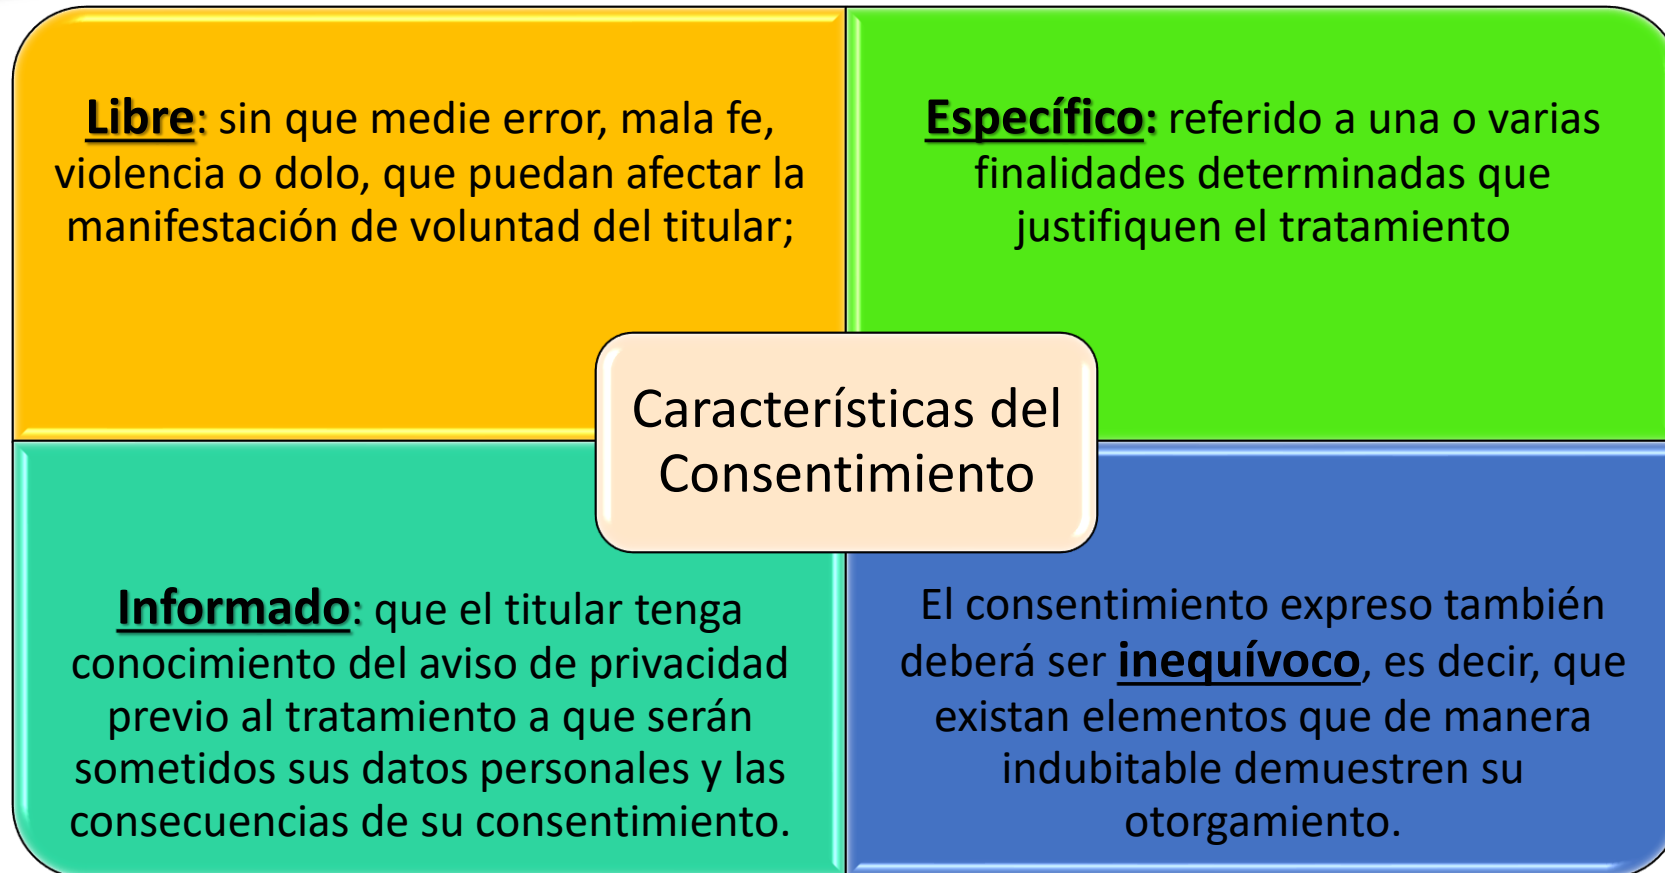 Libre: sin que medie error, mala fe,
violencia o dolo, que puedan afectar la
manifestación de voluntad del titular;
Específico: referido a una o varias
finalidades determinadas que
justifiquen el tratamiento
Características del
Consentimiento
Informado: que el titular tenga
conocimiento del aviso de privacidad
previo al tratamiento a que serán
sometidos sus datos personales y las
consecuencias de su consentimiento.
El consentimiento expreso también
deberá ser inequívoco, es decir, que
existan elementos que de manera
indubitable demuestren su
otorgamiento.